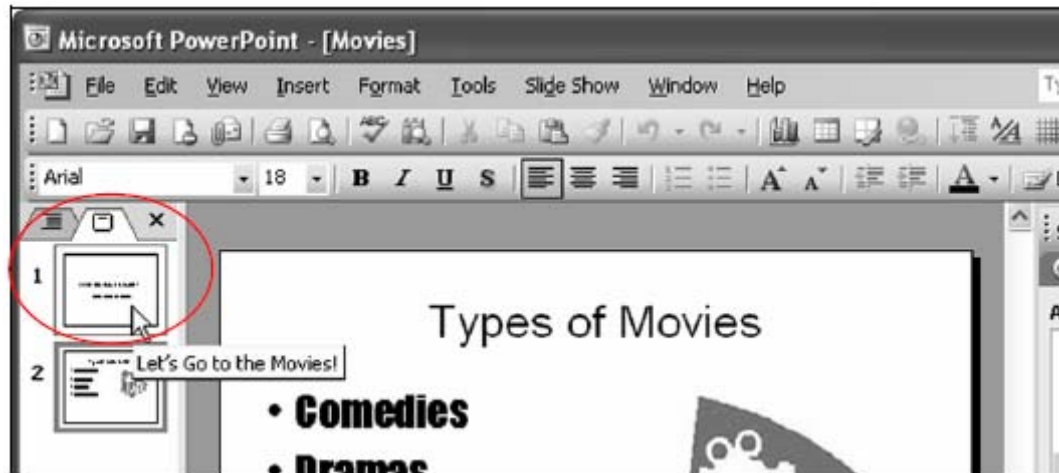 Microsoft PowerPoint - [Movies]
File Edit View Insert Format Tools Slide Show Window Help
Arial 18 B I U S
1
Types of Movies
Let's Go to the Movies!
2
• Comedies
• Dramas